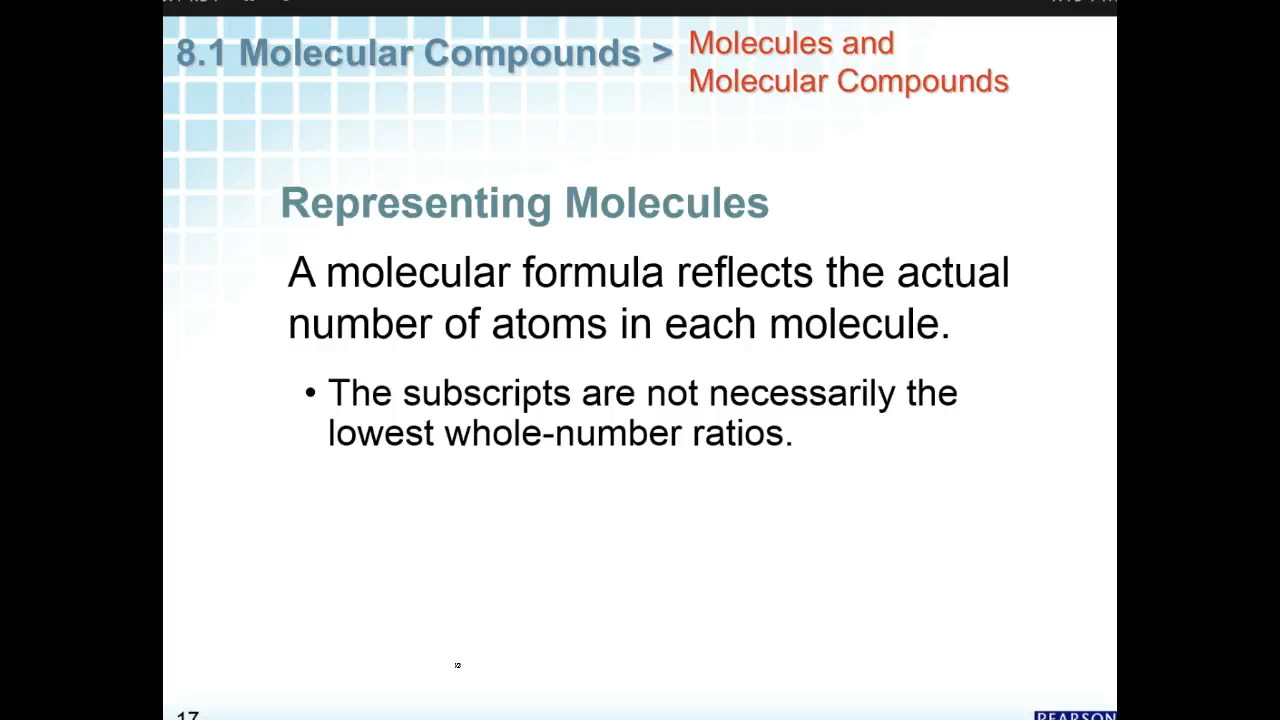 8.1 Molecular Compounds >
Molecules and
Molecular Compounds
Representing Molecules
A molecular formula reflects the actual
number of atoms in each molecule.
• The subscripts are not necessarily the
lowest whole-number ratios.
17
PEARSON